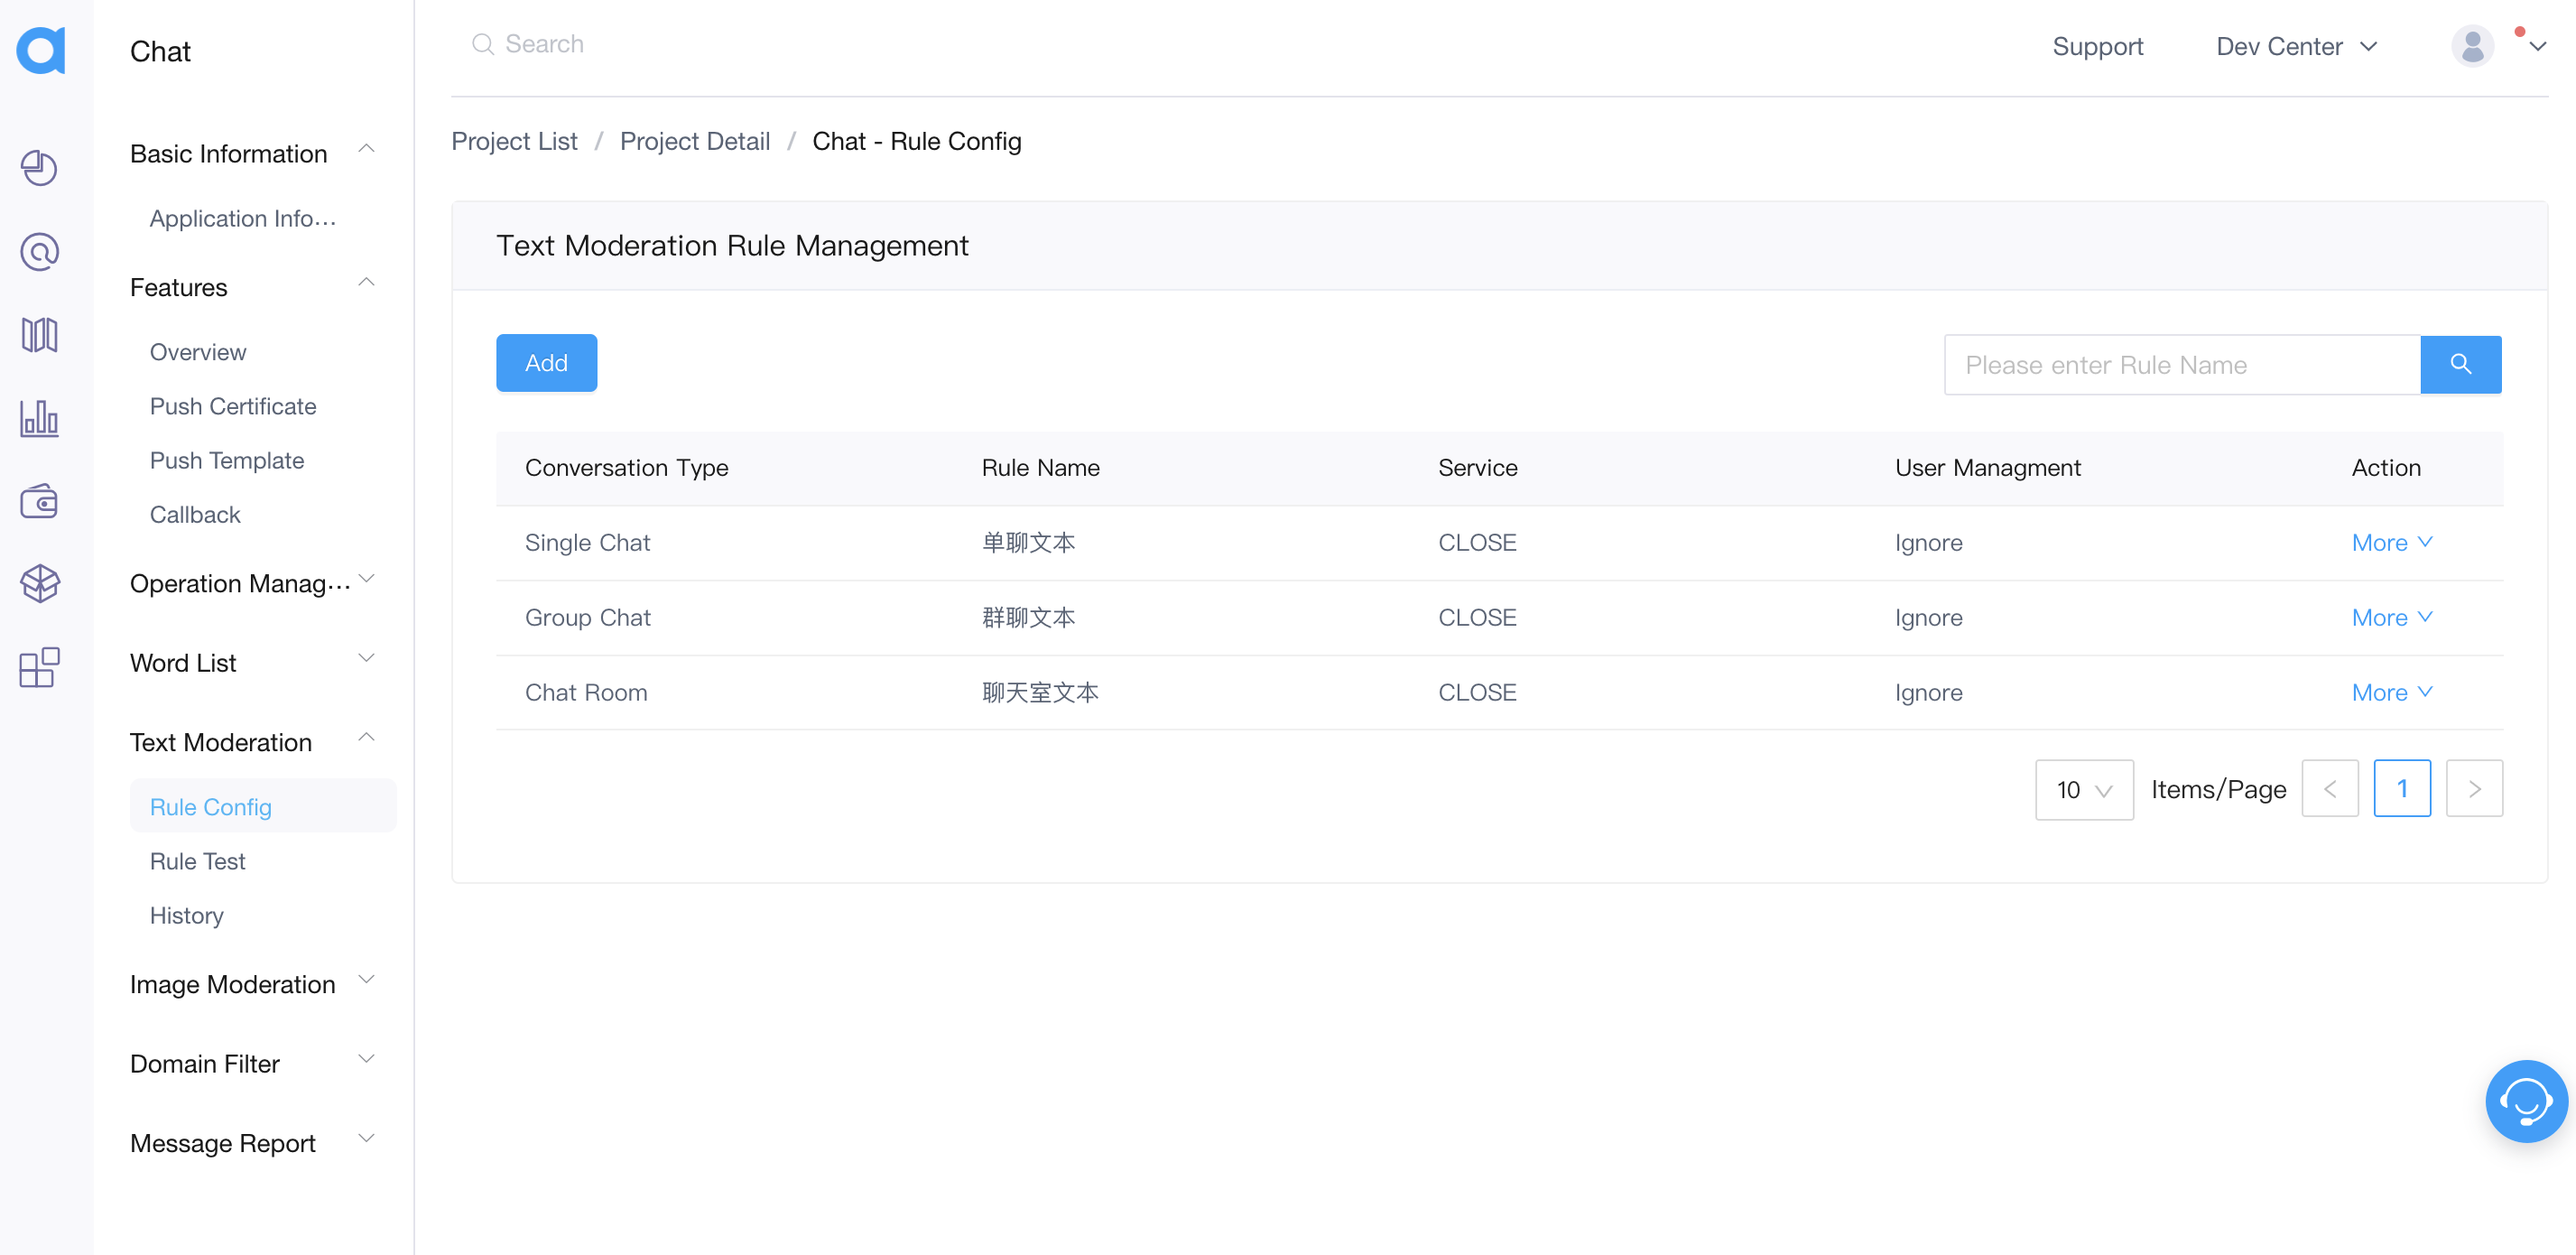 Chat
Search
Support
Dev Center
Project List / Project Detail / Chat - Rule Config
Basic Information
Application Info···
Features
Overview
Push Certificate
Push Template
Callback
Operation Manag···
Word List
Text Moderation
Rule Config
Rule Test
History
Image Moderation
Domain Filter
Message Report
Text Moderation Rule Management
Add
Please enter Rule Name
Conversation Type Rule Name Service User Managment Action
Single Chat 单聊文本 CLOSE Ignore More
Group Chat 群聊文本 CLOSE Ignore More
Chat Room 聊天室文本 CLOSE Ignore More
10 Items/Page < 1 >